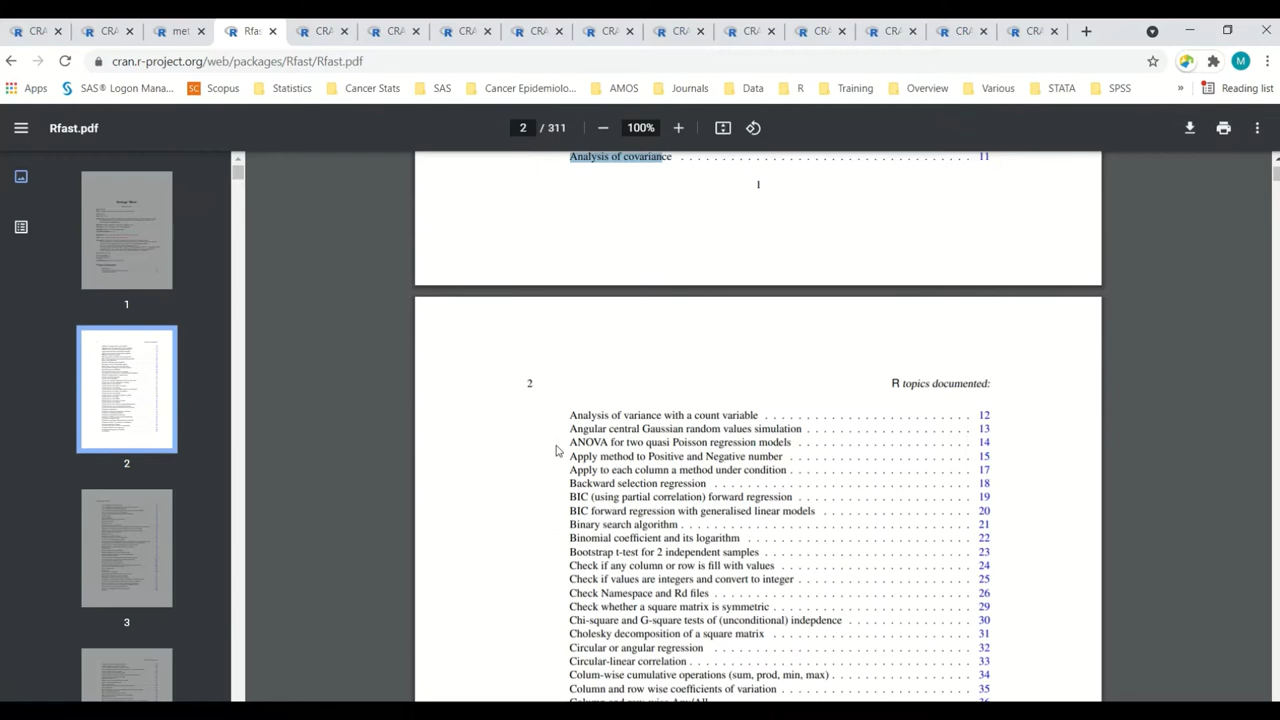 CRA
CRA
met
Rfas
CRA
CRA
CRA
CRA
CRA
CRA
CRA
CRA
CRA
CRA
CRA
cran.r-project.org/web/packages/Rfast/Rfast.pdf
M
Apps
SAS® Logon Mana...
SC Scopus
Statistics
Cancer Stats
SAS
Cancer Epidemiolo...
AMOS
Journals
Data
R
Training
Overview
Various
STATA
SPSS
»
Reading list
Rfast.pdf
2 / 311
100%
1
2
3
Analysis of covariance . . . . . . . . . . . . . . . . . . . . . 11
1
2
R topics documented:
Analysis of variance with a count variable . . . . . . . . . . . . . . . . . 12
Angular central Gaussian random values simulation . . . . . . . . . . . . . . . . . 13
ANOVA for two quasi Poisson regression models . . . . . . . . . . . . . . . . . 14
Apply method to Positive and Negative number . . . . . . . . . . . . . . . . . 15
Apply to each column a method under condition . . . . . . . . . . . . . . . . . 17
Backward selection regression . . . . . . . . . . . . . . . . . 18
BIC (using partial correlation) forward regression . . . . . . . . . . . . . . . . . 19
BIC forward regression with generalised linear models . . . . . . . . . . . . . . . . . 20
Binary search algorithm . . . . . . . . . . . . . . . . . 21
Binomial coefficient and its logarithm . . . . . . . . . . . . . . . . . 22
Bootstrap t-test for 2 independent samples . . . . . . . . . . . . . . . . . 23
Check if any column or row is fill with values . . . . . . . . . . . . . . . . . 24
Check if values are integers and convert to integer . . . . . . . . . . . . . . . . . 25
Check Namespace and Rd files . . . . . . . . . . . . . . . . . 26
Check whether a square matrix is symmetric . . . . . . . . . . . . . . . . . 29
Chi-square and G-square tests of (unconditional) indepdence . . . . . . . . . . . . . . . . . 30
Cholesky decomposition of a square matrix . . . . . . . . . . . . . . . . . 31
Circular or angular regression . . . . . . . . . . . . . . . . . 32
Circular-linear correlation . . . . . . . . . . . . . . . . . 33
Colum-wise cumulative operations (sum, prod, min, max) . . . . . . . . . . . . . . . . . 34
Column and row wise coefficients of variation . . . . . . . . . . . . . . . . . 35